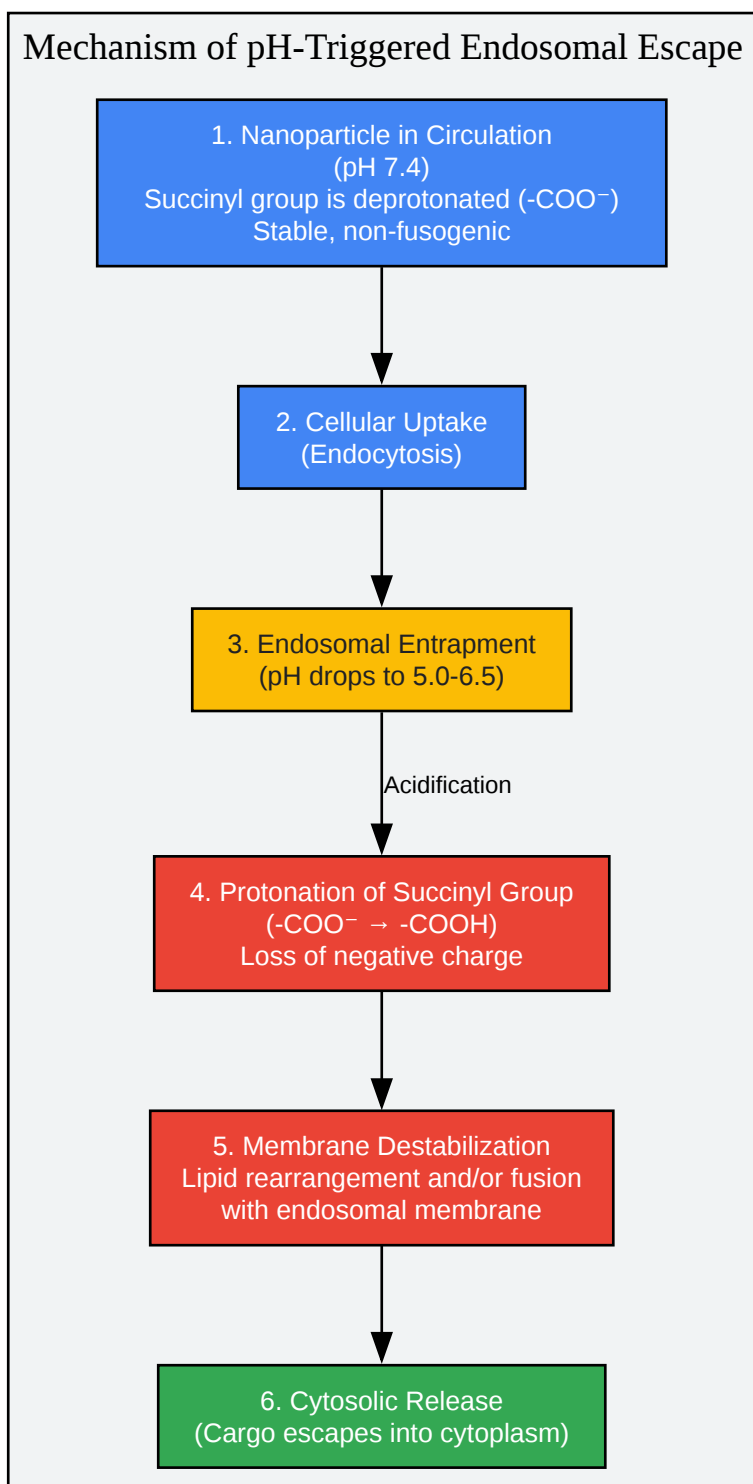 Mechanism of pH-Triggered Endosomal Escape
1. Nanoparticle in Circulation
(pH 7.4)
Succinyl group is deprotonated (-COO⁻)
Stable, non-fusogenic
2. Cellular Uptake
(Endocytosis)
3. Endosomal Entrapment
(pH drops to 5.0-6.5)
Acidification
4. Protonation of Succinyl Group
(-COO⁻ → -COOH)
Loss of negative charge
5. Membrane Destabilization
Lipid rearrangement and/or fusion
with endosomal membrane
6. Cytosolic Release
(Cargo escapes into cytoplasm)